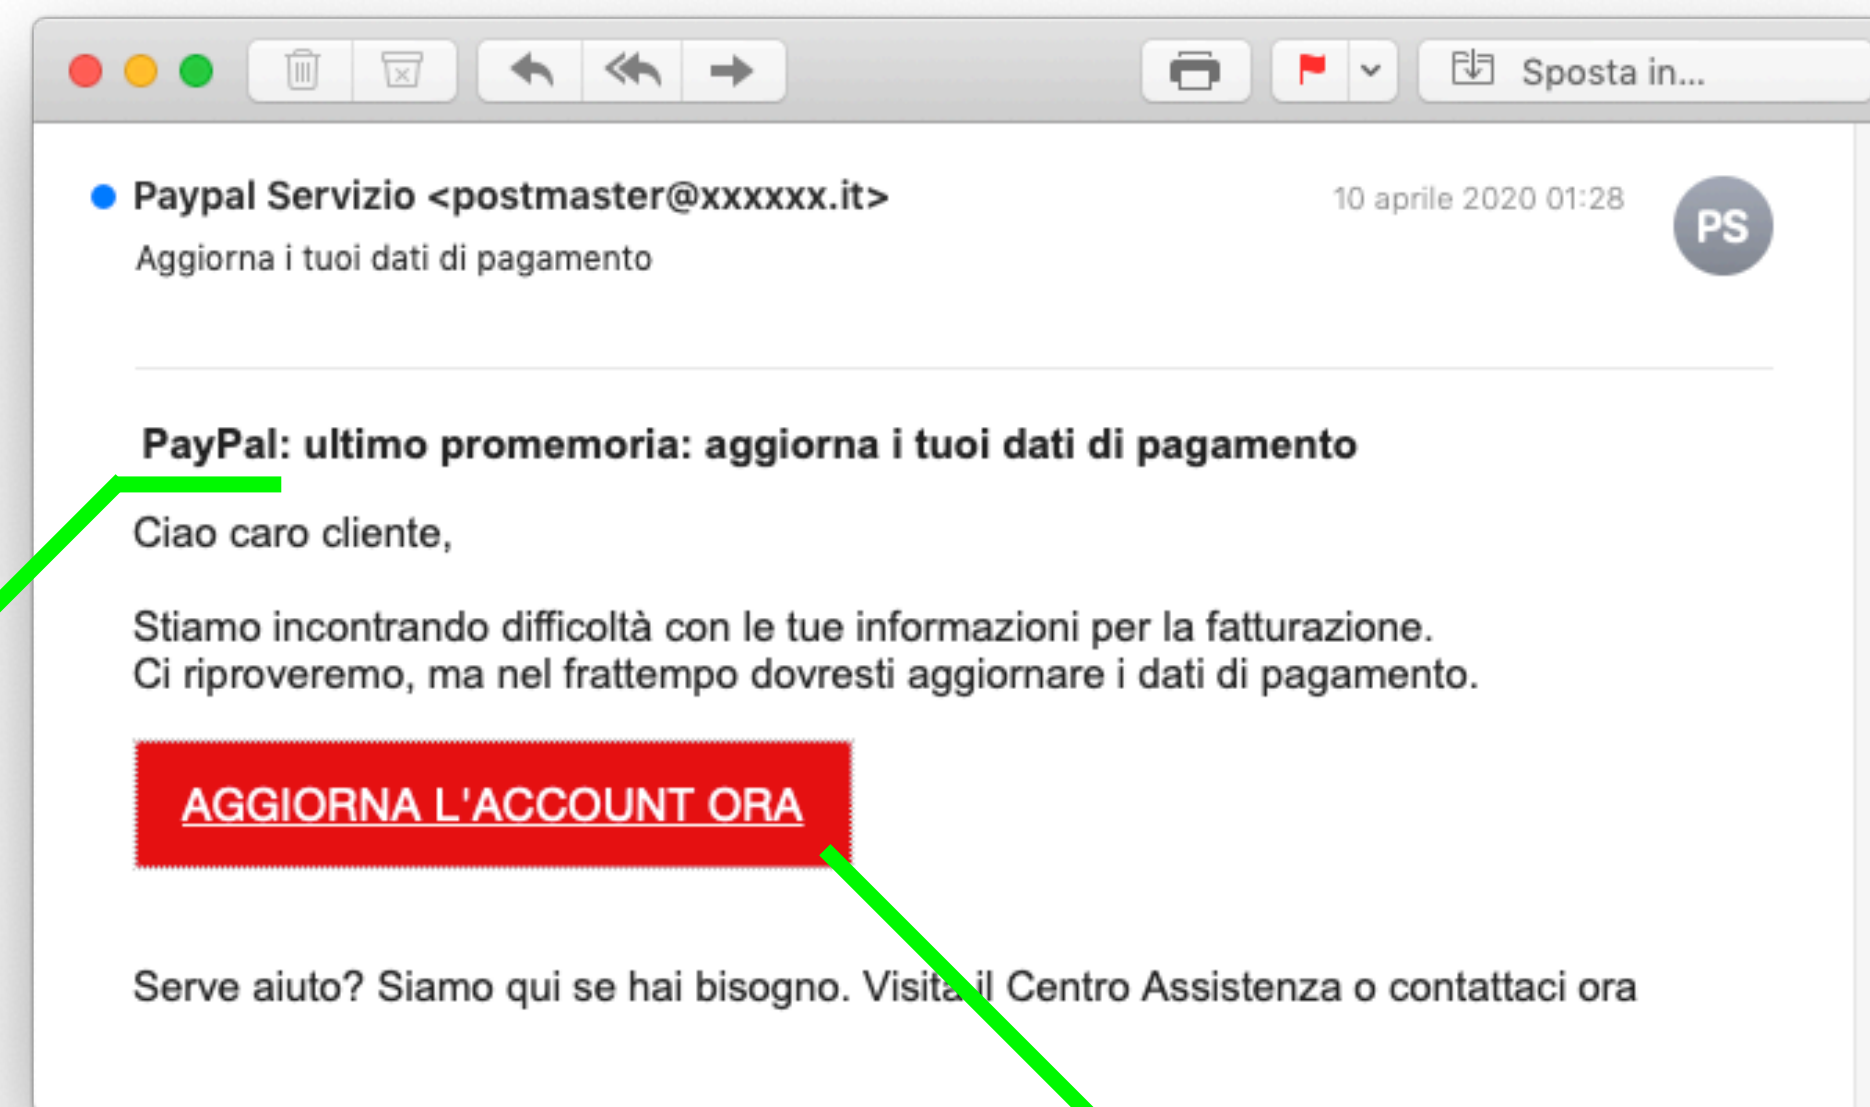 Sposta in...
Paypal Servizio <postmaster@xxxxxx.it>
10 aprile 2020 01:28
PS
Aggiorna i tuoi dati di pagamento
PayPal: ultimo promemoria: aggiorna i tuoi dati di pagamento
Ciao caro cliente,
Stiamo incontrando difficoltà con le tue informazioni per la fatturazione.
Ci riproveremo, ma nel frattempo dovresti aggiornare i dati di pagamento.
AGGIORNA L'ACCOUNT ORA
Serve aiuto? Siamo qui se hai bisogno. Visita il Centro Assistenza o contattaci ora